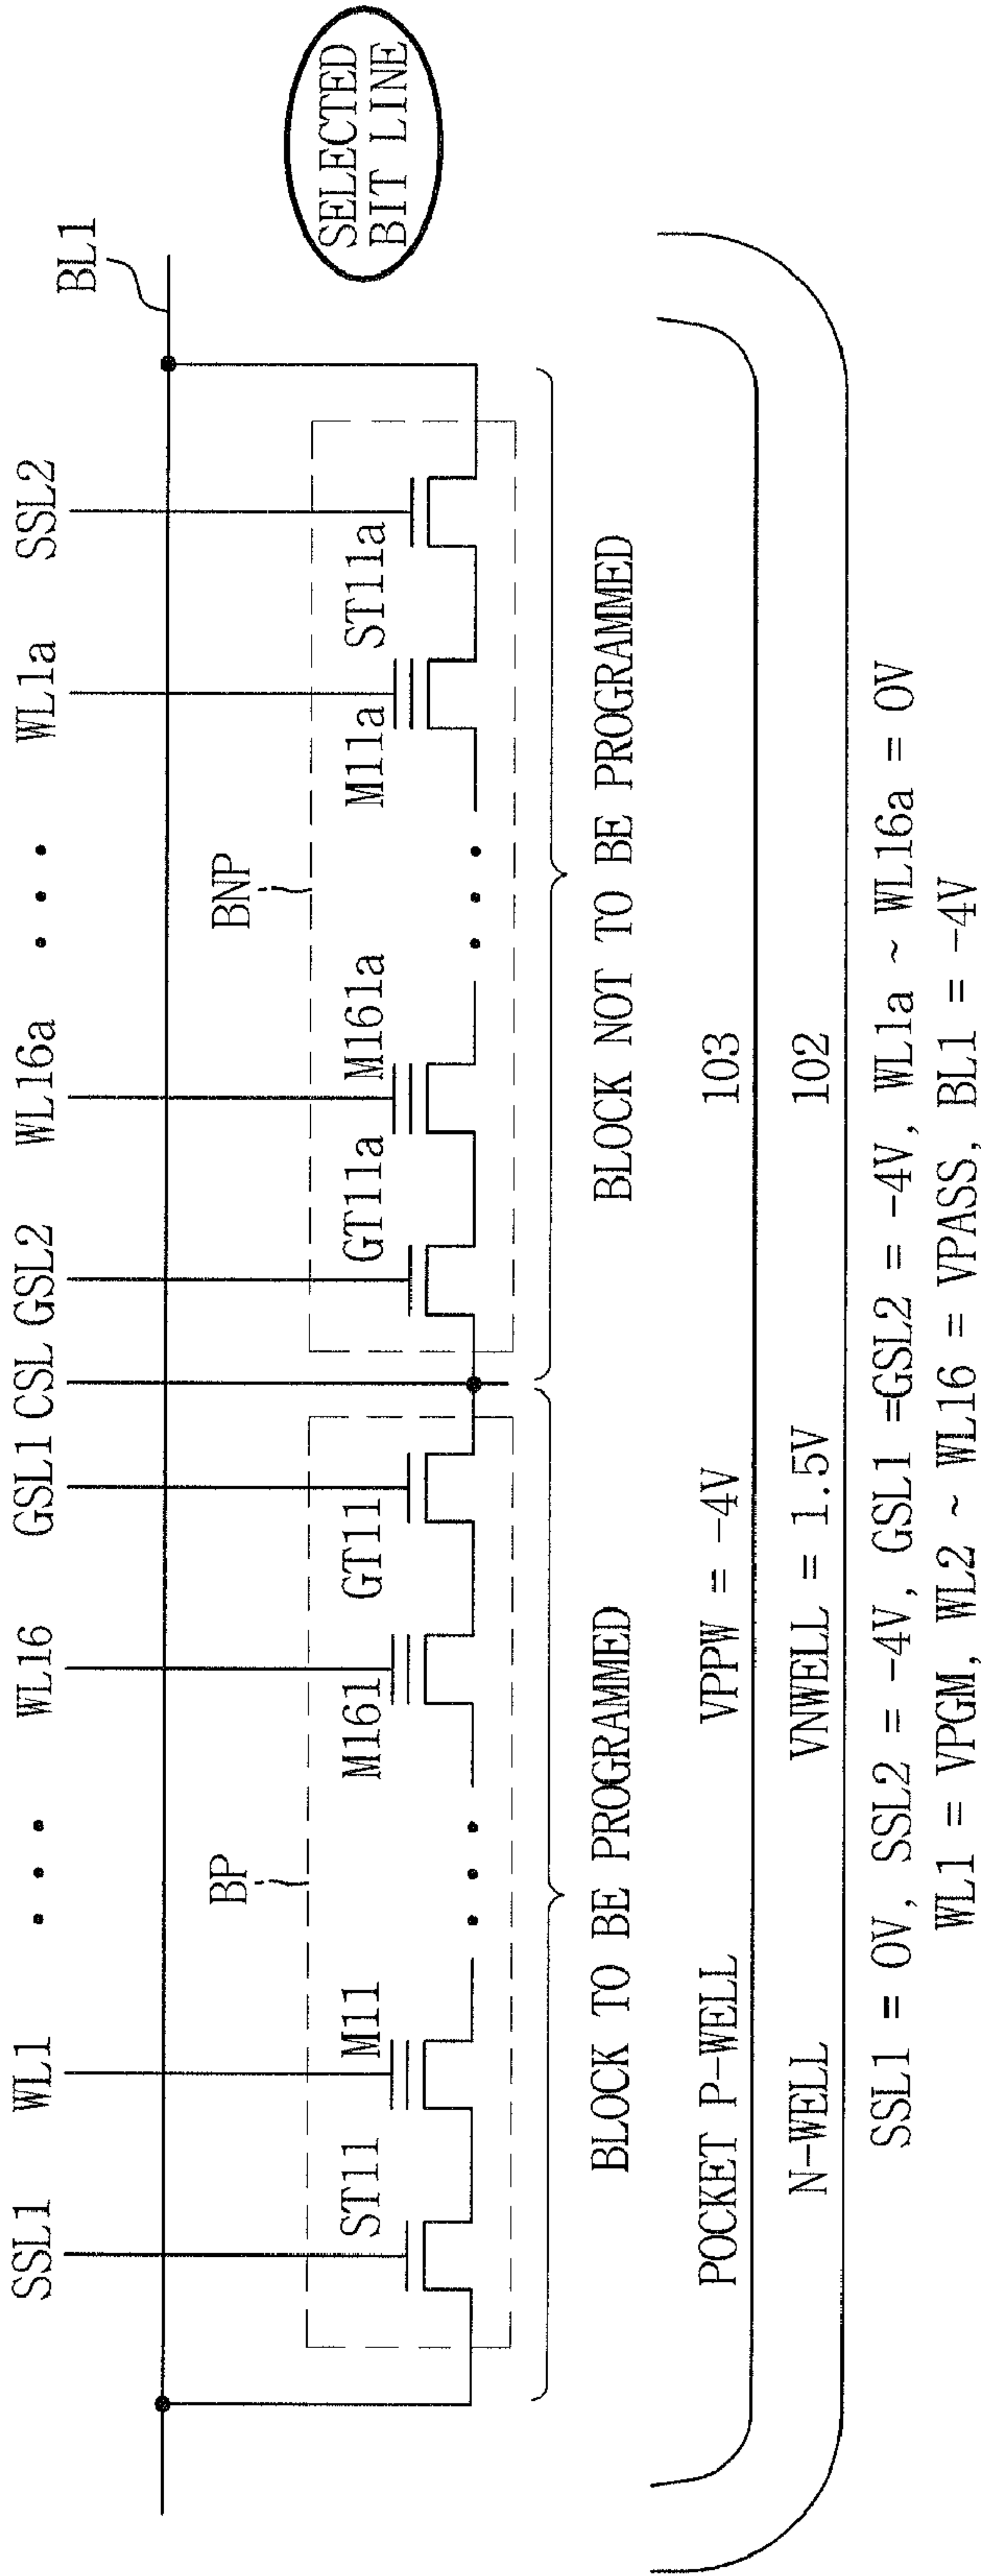 SELECTED
BIT LINE
BL1
SSL1
WL1
WL16
GSL1
CSL
GSL2
WL16a
WL1a
SSL2
BP
BNP
ST11
M11
M161
GT11
GT11a
M161a
M11a
ST11a
BLOCK TO BE PROGRAMMED
BLOCK NOT TO BE PROGRAMMED
POCKET P-WELL
VPPW = -4V
103
N-WELL
VNWELL = 1.5V
102
SSL1 = 0V, SSL2 = -4V, GSL1 =GSL2 = -4V, WL1a ~ WL16a = 0V
WL1 = VPGM, WL2 ~ WL16 = VPASS, BL1 = -4V